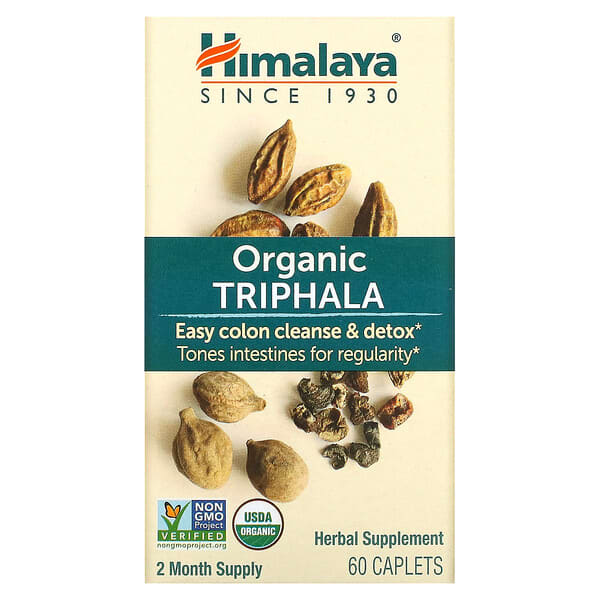 Himalaya®
SINCE 1930
Organic
TRIPHALA
Easy colon cleanse & detox*
Tones intestines for regularity*
NON
GMO
Project
VERIFIED
nongmoproject.org
USDA
ORGANIC
Herbal Supplement
2 Month Supply
60 CAPLETS